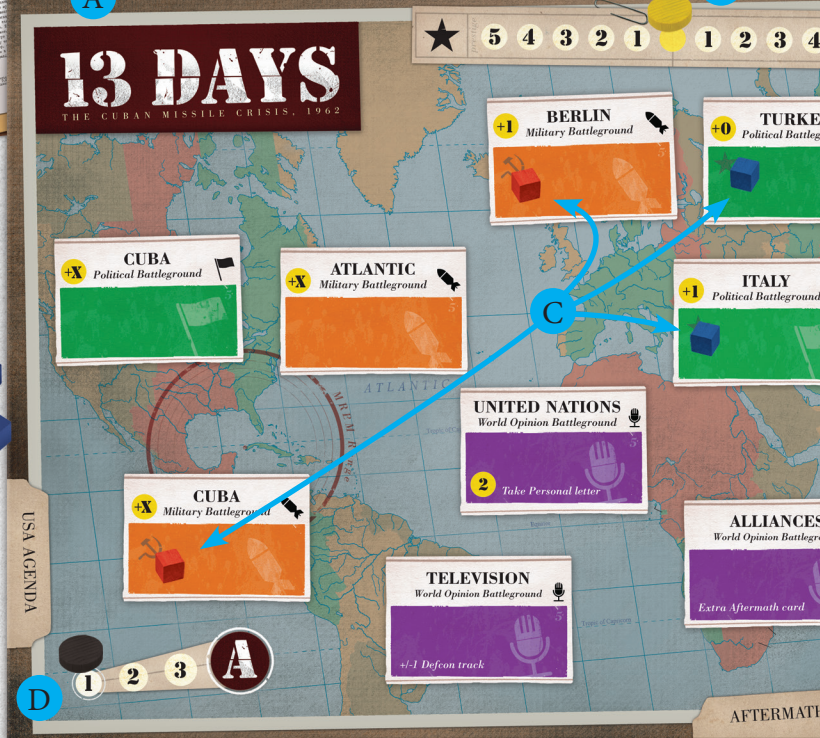 A
★ 5 4 3 2 1 1 2 3 4
13 DAYS
THE CUBAN MISSILE CRISIS, 1962
+1 BERLIN
Military Battleground
+0 TURKE
Political Battleg
CUBA
+X Political Battleground
ATLANTIC
+X Military Battleground
ITALY
+1 Political Battleground
C
ATLANTIC
MRBM Range
UNITED NATIONS
World Opinion Battleground
2 Take Personal letter
CUBA
+X Military Battleground
ALLIANCES
World Opinion Battlegro
Extra Aftermath card
USA AGENDA
TELEVISION
World Opinion Battleground
+/-1 Defcon track
1 2 3 A
D
AFTERMATH